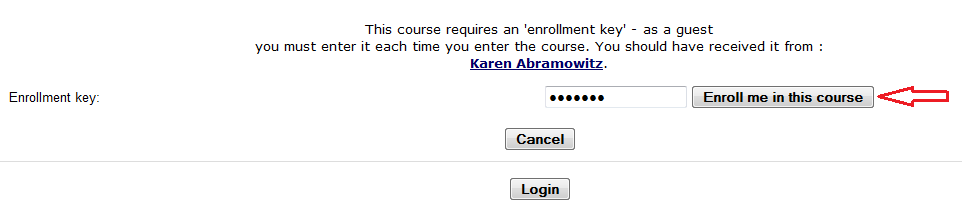 This course requires an 'enrollment key' - as a guest
you must enter it each time you enter the course. You should have received it from :
Karen Abramowitz.
Enrollment key: ●●●●●●● Enroll me in this course
Cancel
Login